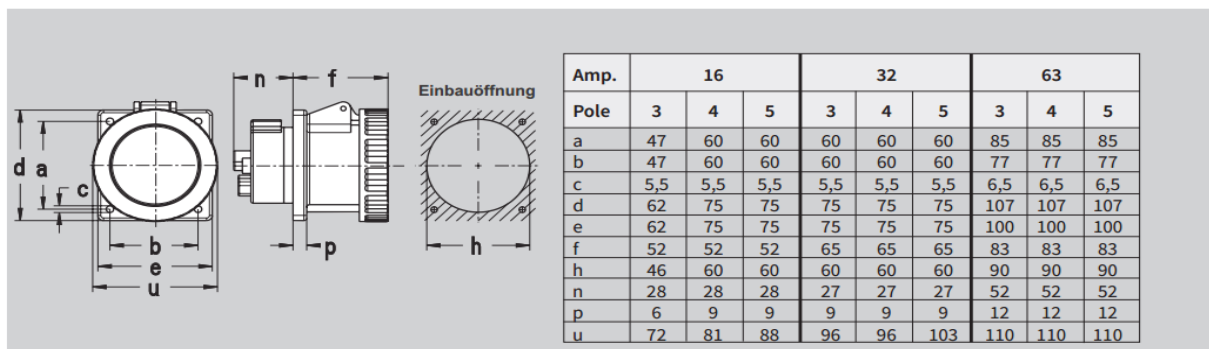 n f
Einbauöffnung
d a c
b
e
u
p
h
Amp. 16 32 63
Pole 3 4 5 3 4 5 3 4 5
a 47 60 60 60 60 60 85 85 85
b 47 60 60 60 60 60 77 77 77
c 5,5 5,5 5,5 5,5 5,5 5,5 6,5 6,5 6,5
d 62 75 75 75 75 75 107 107 107
e 62 75 75 75 75 75 100 100 100
f 52 52 52 65 65 65 83 83 83
h 46 60 60 60 60 60 90 90 90
n 28 28 28 27 27 27 52 52 52
p 6 9 9 9 9 9 12 12 12
u 72 81 88 96 96 103 110 110 110